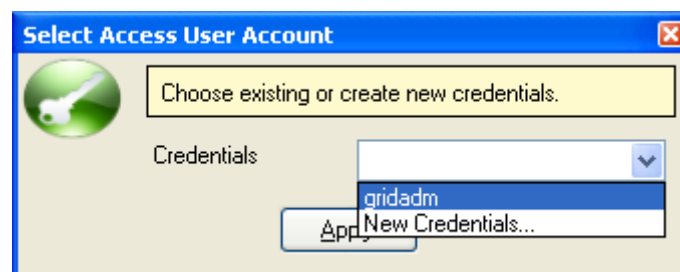 Select Access User Account
Choose existing or create new credentials.
Credentials
gridadm
New Credentials...